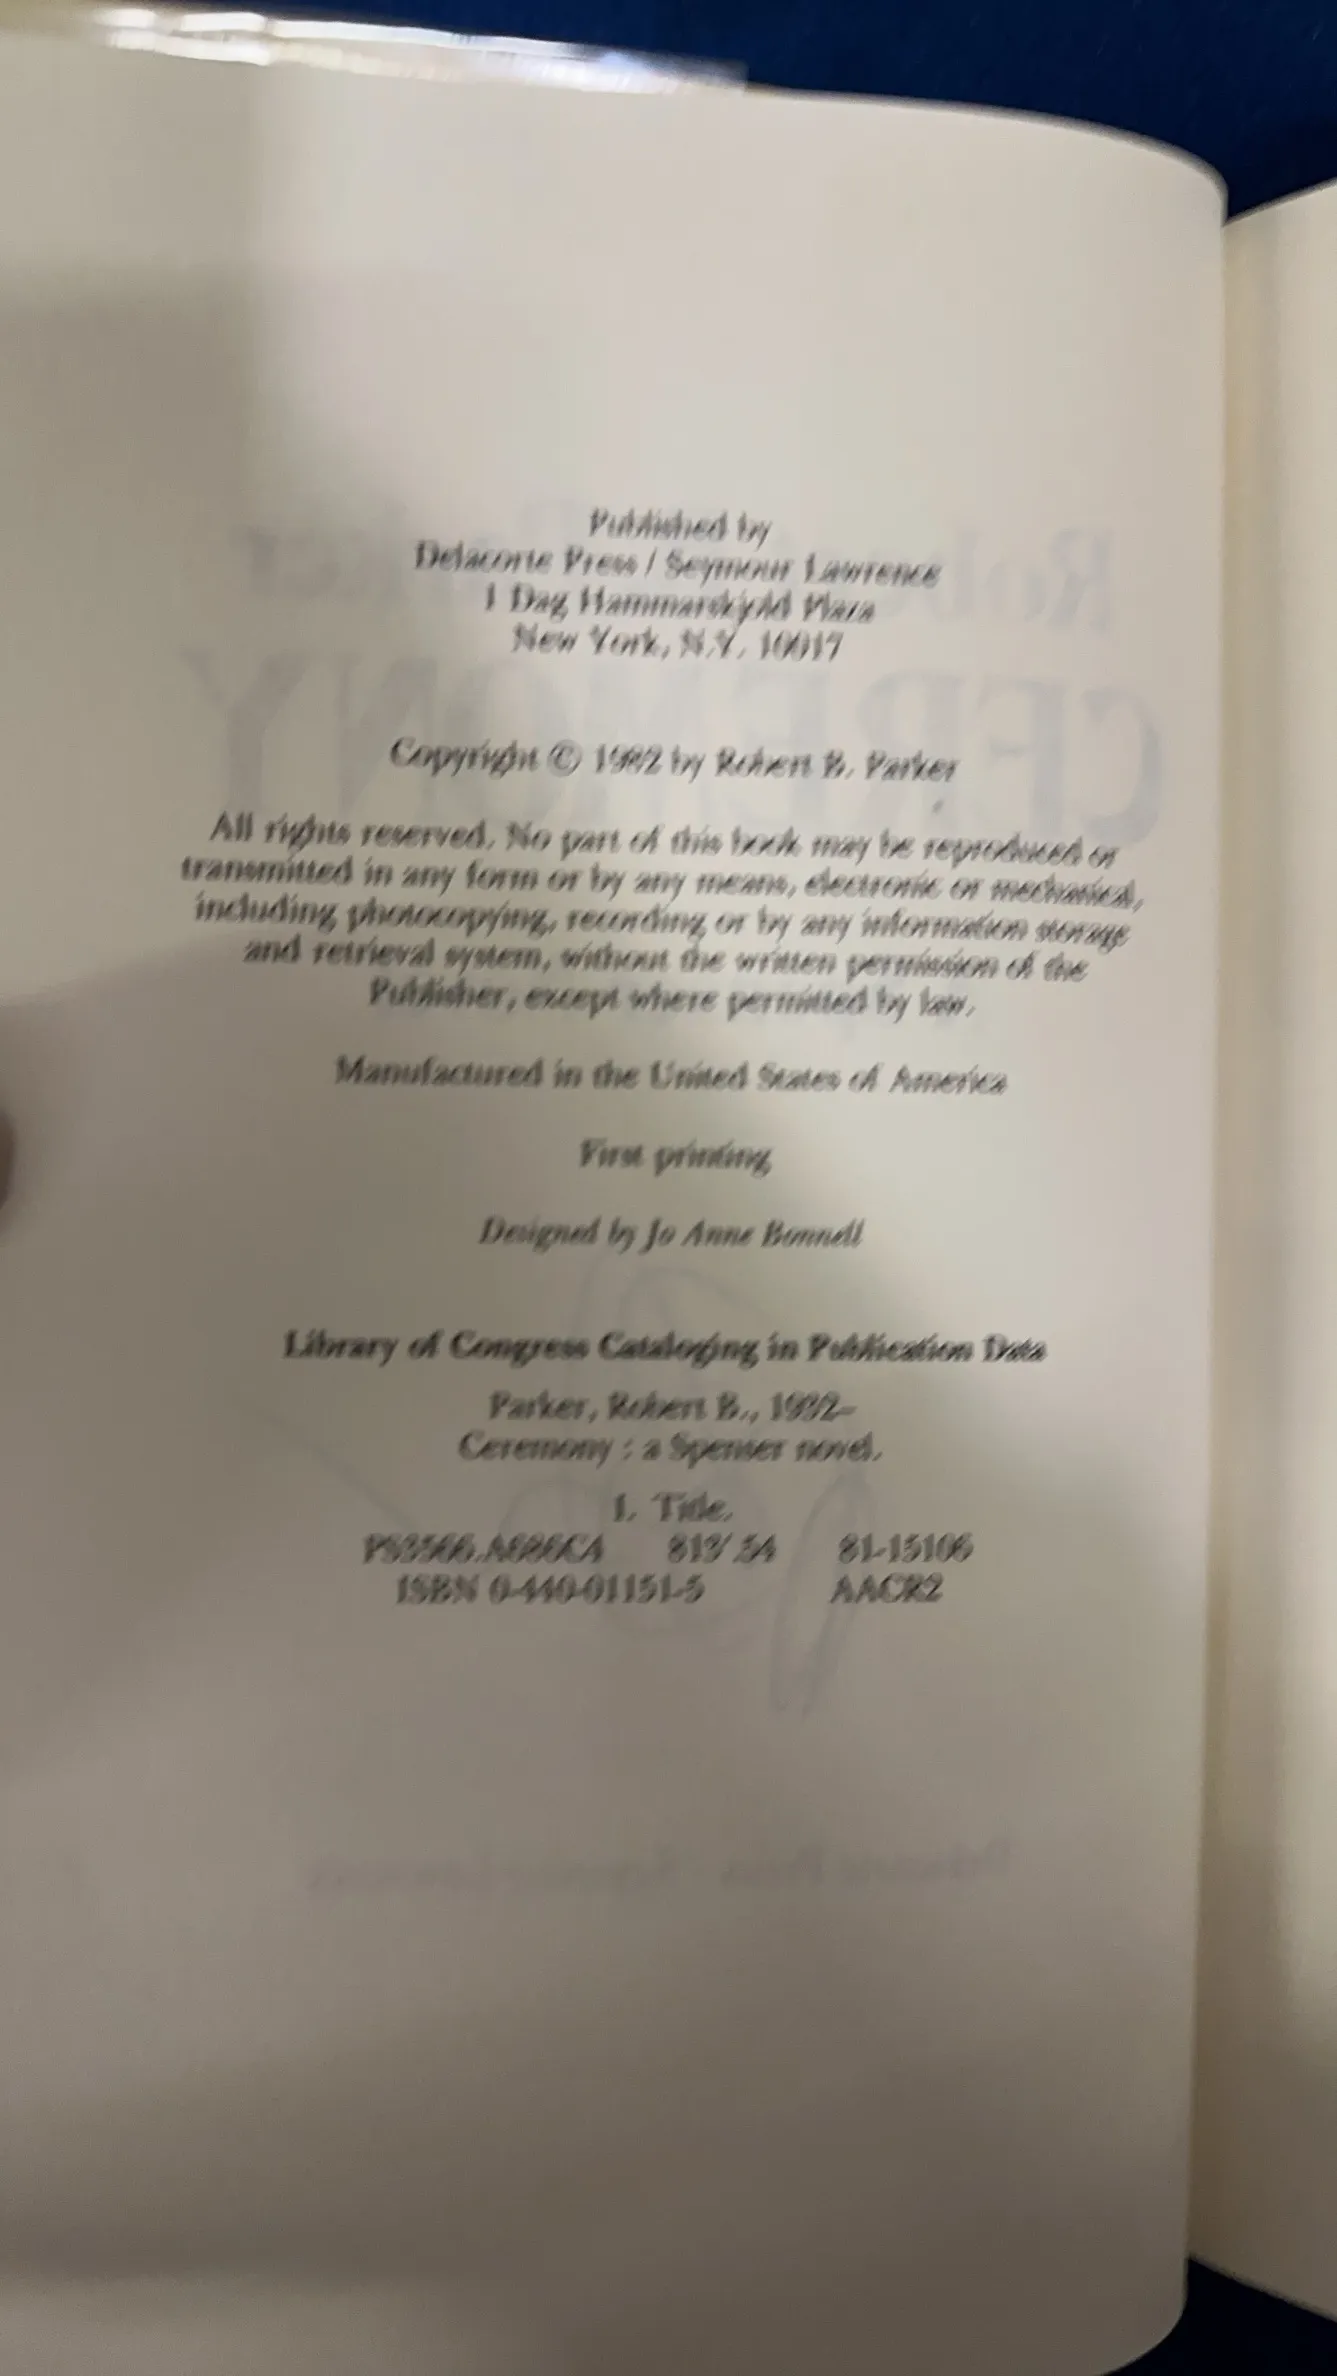 Published by
Delacorte Press / Seymour Lawrence
1 Dag Hammarskjöld Plaza
New York, N.Y. 10017
Copyright © 1982 by Robert B. Parker
All rights reserved. No part of this book may be reproduced or
transmitted in any form or by any means, electronic or mechanical,
including photocopying, recording or by any information storage
and retrieval system, without the written permission of the
Publisher, except where permitted by law.
Manufactured in the United States of America
First printing
Designed by Jo Anne Bonnell
Library of Congress Cataloging in Publication Data
Parker, Robert B., 1932–
Ceremony : a Spenser novel.
1. Title.
PS3566.A686C4 813'.54 81-15106
ISBN 0-440-01151-5 AACR2